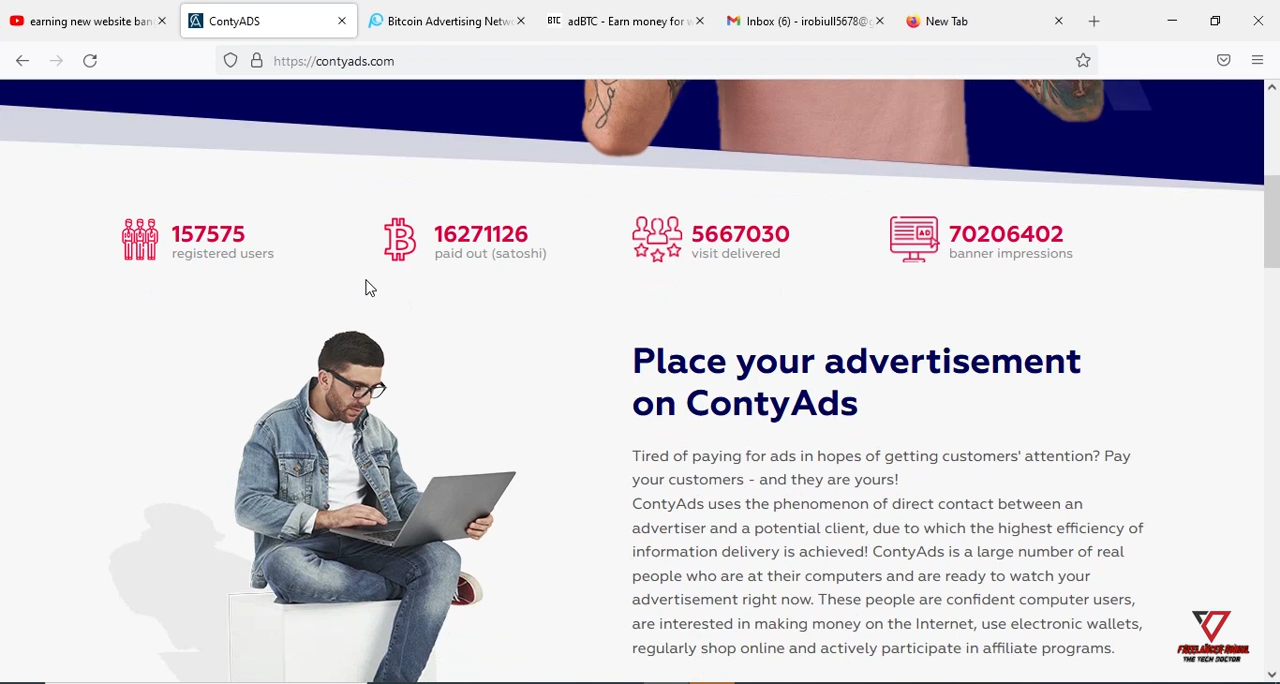 earning new website ban
ContyADS
Bitcoin Advertising Netwo
BTC
adBTC - Earn money for w
Inbox (6) - irobiull5678@g
New Tab
https://contyads.com
157575
registered users
16271126
paid out (satoshi)
5667030
visit delivered
AD
70206402
banner impressions
Place your advertisement
on ContyAds
Tired of paying for ads in hopes of getting customers' attention? Pay
your customers - and they are yours!
ContyAds uses the phenomenon of direct contact between an
advertiser and a potential client, due to which the highest efficiency of
information delivery is achieved! ContyAds is a large number of real
people who are at their computers and are ready to watch your
advertisement right now. These people are confident computer users,
are interested in making money on the Internet, use electronic wallets,
regularly shop online and actively participate in affiliate programs.
THE TECH DOCTOR